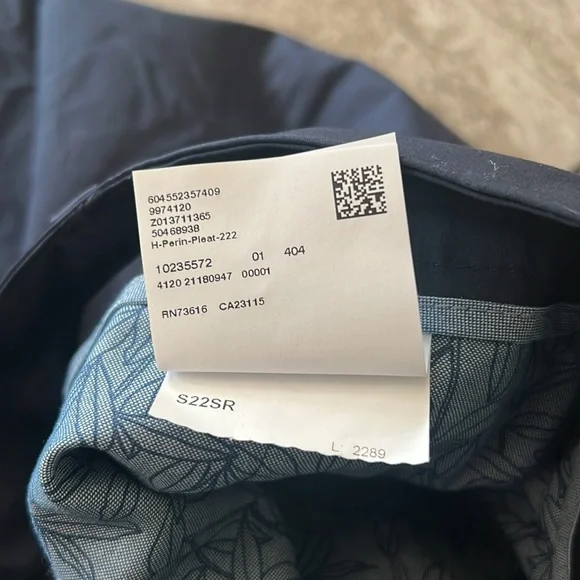 604552357409
9974120
Z013711365
50468938
H-Perin-Pleat-222
10235572 01 404
4120 21180947 00001
RN73616 CA23115
S22SR
L: 2289